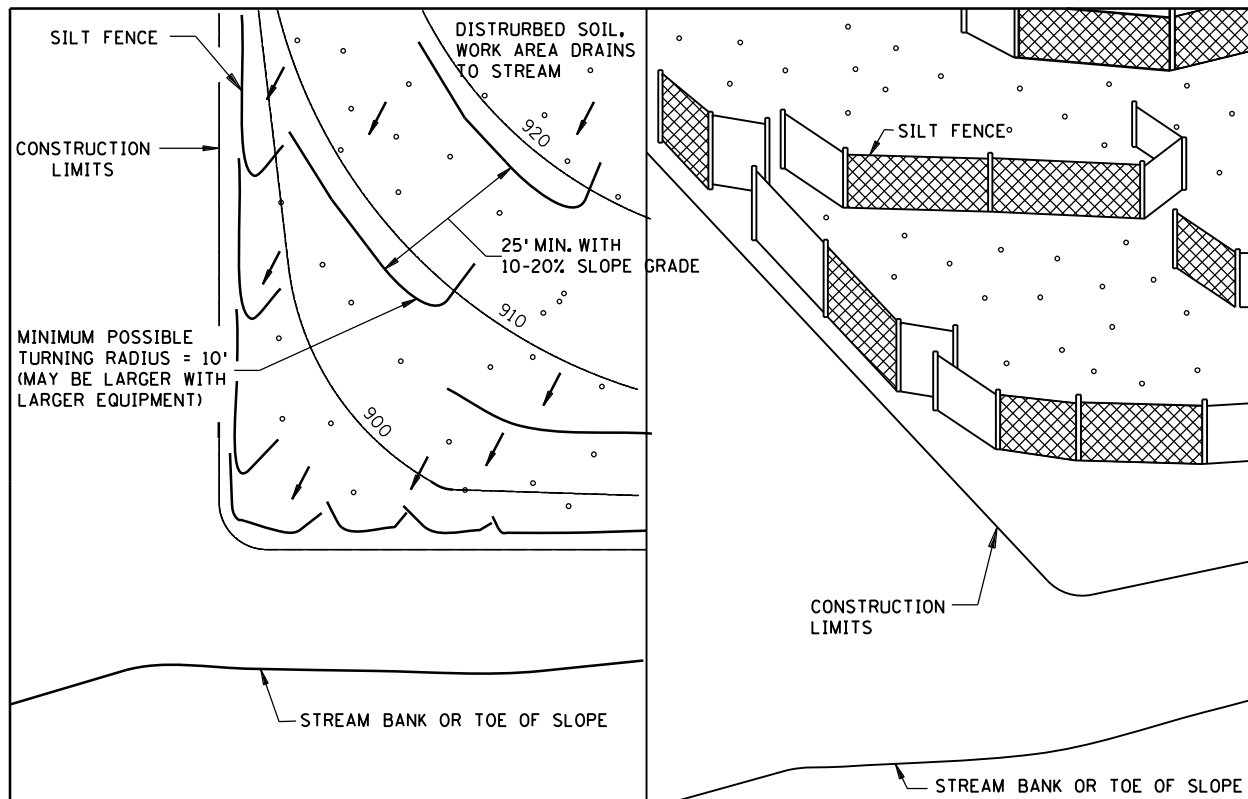 SILT FENCE
DISTRURBED SOIL,
WORK AREA DRAINS
TO STREAM
920
CONSTRUCTION
LIMITS
25' MIN. WITH
10-20% SLOPE GRADE
910
MINIMUM POSSIBLE
TURNING RADIUS = 10'
(MAY BE LARGER WITH
LARGER EQUIPMENT)
900
STREAM BANK OR TOE OF SLOPE
SILT FENCE
CONSTRUCTION
LIMITS
STREAM BANK OR TOE OF SLOPE